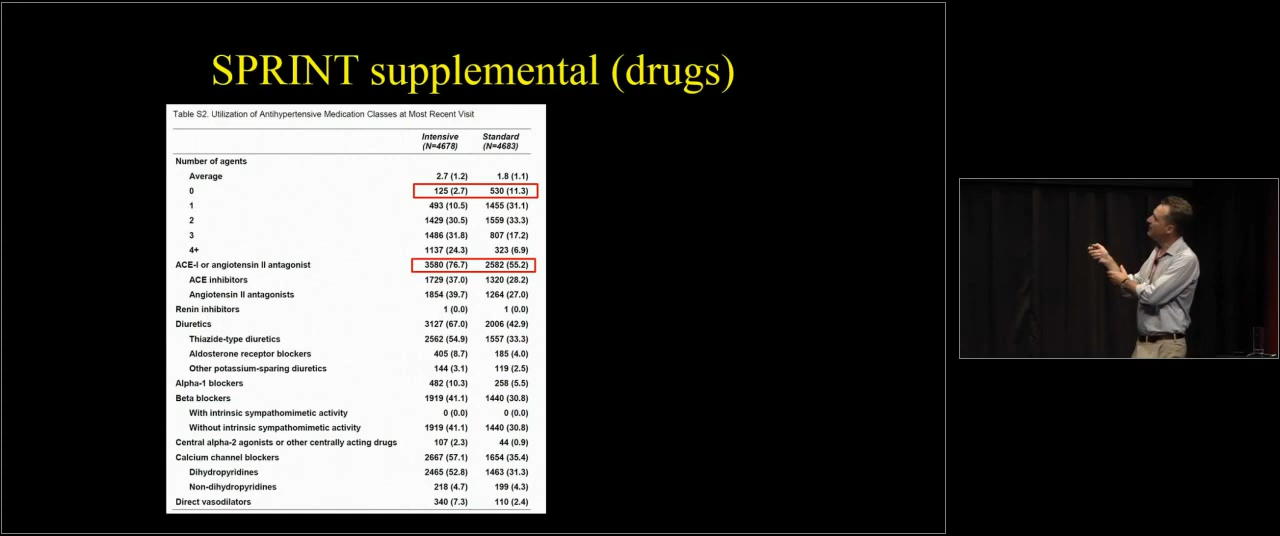 SPRINT supplemental (drugs)
Table S2. Utilization of Antihypertensive Medication Classes at Most Recent Visit
Intensive Standard
(N=4678) (N=4683)
Number of agents
Average 2.7 (1.2) 1.8 (1.1)
0 125 (2.7) 530 (11.3)
1 493 (10.5) 1455 (31.1)
2 1429 (30.5) 1559 (33.3)
3 1486 (31.8) 807 (17.2)
4+ 1137 (24.3) 323 (6.9)
ACE-I or angiotensin II antagonist 3580 (76.7) 2582 (55.2)
ACE inhibitors 1729 (37.0) 1320 (28.2)
Angiotensin II antagonists 1854 (39.7) 1264 (27.0)
Renin inhibitors 1 (0.0) 1 (0.0)
Diuretics 3127 (67.0) 2006 (42.9)
Thiazide-type diuretics 2562 (54.9) 1557 (33.3)
Aldosterone receptor blockers 405 (8.7) 185 (4.0)
Other potassium-sparing diuretics 144 (3.1) 119 (2.5)
Alpha-1 blockers 482 (10.3) 258 (5.5)
Beta blockers 1919 (41.1) 1440 (30.8)
With intrinsic sympathomimetic activity 0 (0.0) 0 (0.0)
Without intrinsic sympathomimetic activity 1919 (41.1) 1440 (30.8)
Central alpha-2 agonists or other centrally acting drugs 107 (2.3) 44 (0.9)
Calcium channel blockers 2667 (57.1) 1654 (35.4)
Dihydropyridines 2465 (52.8) 1463 (31.3)
Non-dihydropyridines 218 (4.7) 199 (4.3)
Direct vasodilators 340 (7.3) 110 (2.4)